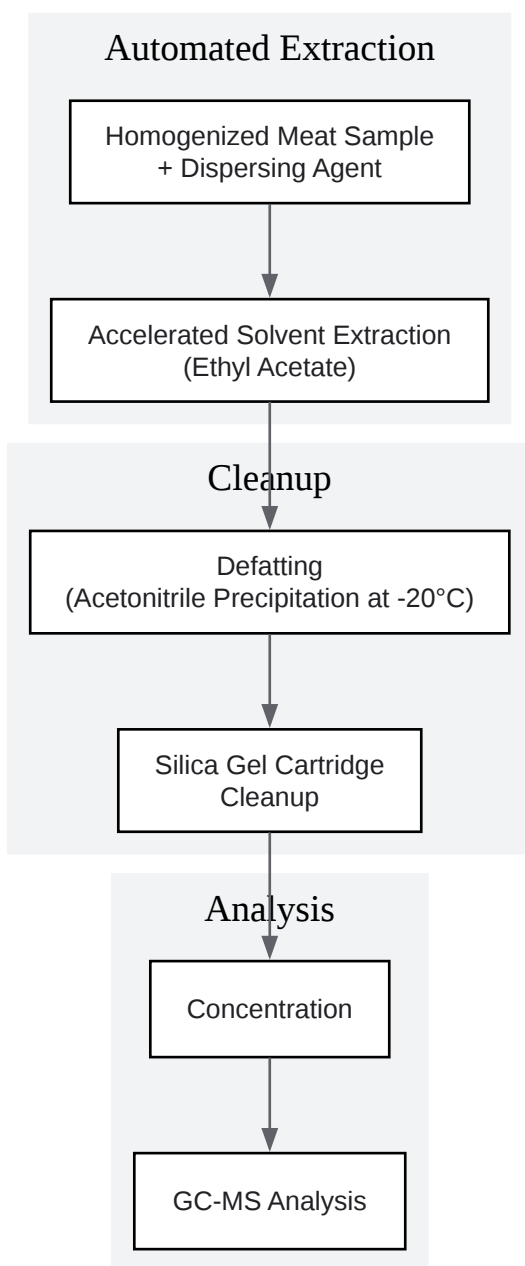 Automated Extraction
Homogenized Meat Sample
+ Dispersing Agent
Accelerated Solvent Extraction
(Ethyl Acetate)
Cleanup
Defatting
(Acetonitrile Precipitation at -20°C)
Silica Gel Cartridge
Cleanup
Analysis
Concentration
GC-MS Analysis